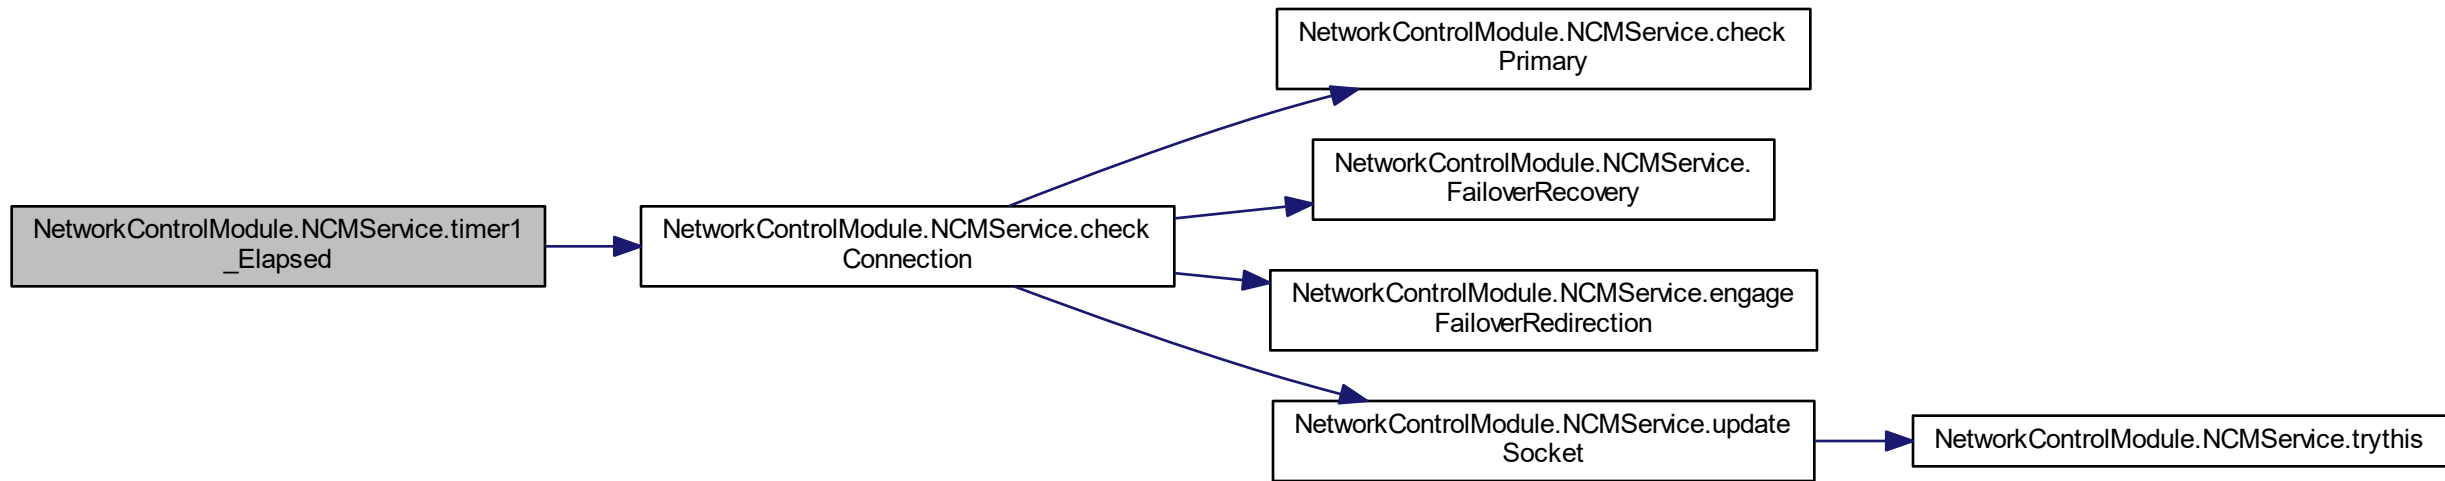 NetworkControlModule.NCMService.timer1
_Elapsed
NetworkControlModule.NCMService.check
Connection
NetworkControlModule.NCMService.check
Primary
NetworkControlModule.NCMService.
FailoverRecovery
NetworkControlModule.NCMService.engage
FailoverRedirection
NetworkControlModule.NCMService.update
Socket
NetworkControlModule.NCMService.trythis